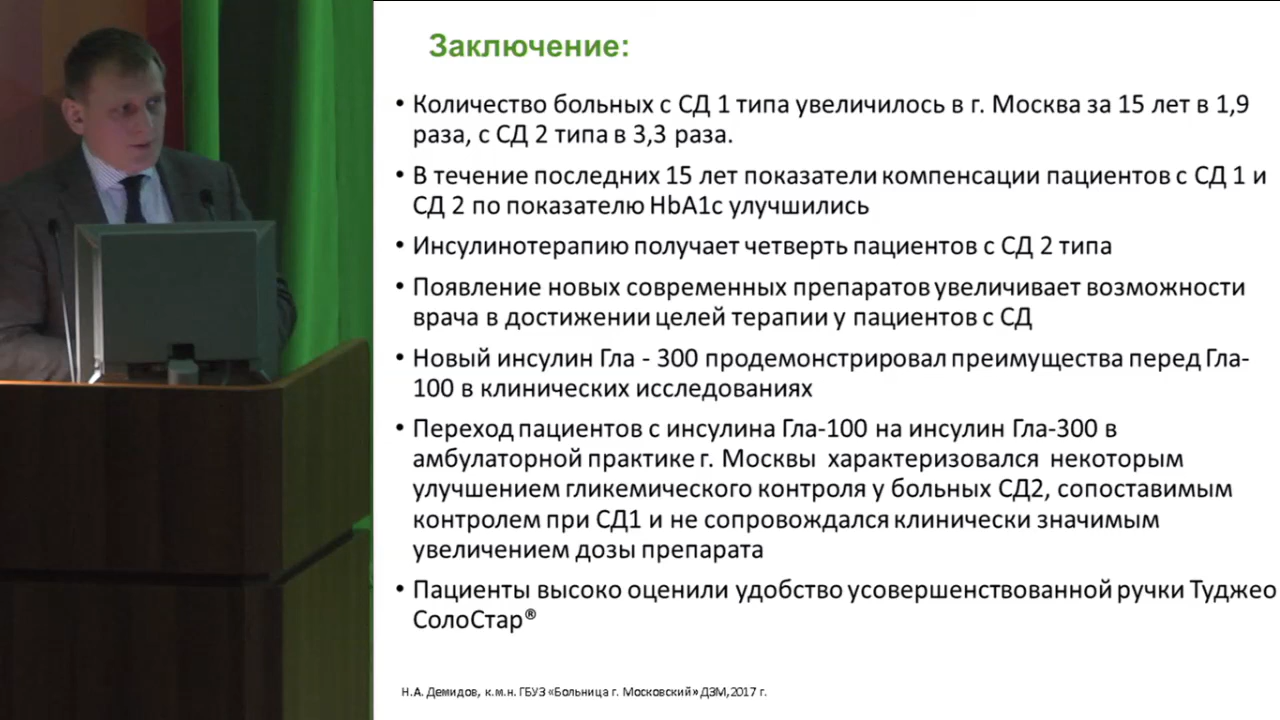 Заключение:
• Количество больных с СД 1 типа увеличилось в г. Москва за 15 лет в 1,9
раза, с СД 2 типа в 3,3 раза.
• В течение последних 15 лет показатели компенсации пациентов с СД 1 и
СД 2 по показателю HbA1c улучшились
• Инсулинотерапию получает четверть пациентов с СД 2 типа
• Появление новых современных препаратов увеличивает возможности
врача в достижении целей терапии у пациентов с СД
• Новый инсулин Гла - 300 продемонстрировал преимущества перед Гла-
100 в клинических исследованиях
• Переход пациентов с инсулина Гла-100 на инсулин Гла-300 в
амбулаторной практике г. Москвы характеризовался некоторым
улучшением гликемического контроля у больных СД2, сопоставимым
контролем при СД1 и не сопровождался клинически значимым
увеличением дозы препарата
• Пациенты высоко оценили удобство усовершенствованной ручки Туджео
СолоСтар®
Н.А. Демидов, к.м.н. ГБУЗ «Больница г. Московский» ДЗМ,2017 г.